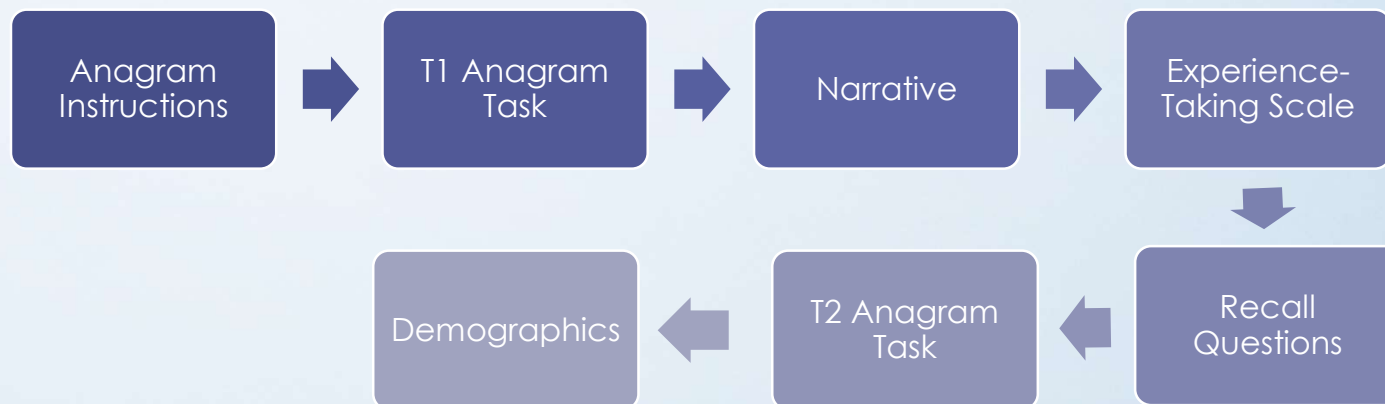 Anagram
Instructions
T1 Anagram
Task
Narrative
Experience-
Taking Scale
Recall
Questions
T2 Anagram
Task
Demographics